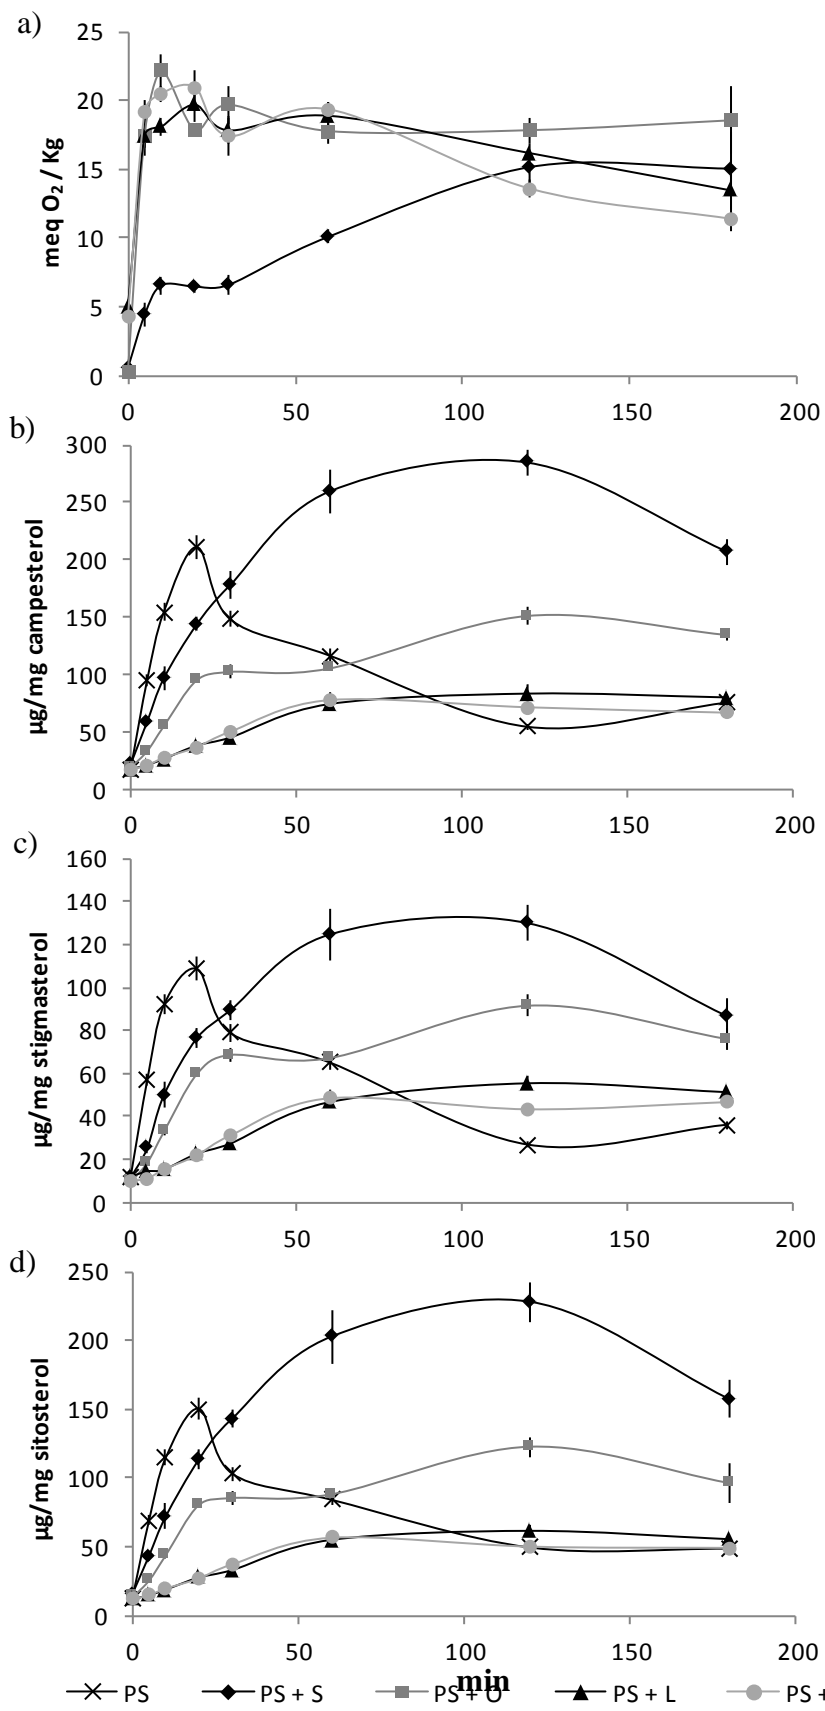 a)
meq O₂ / Kg
25
20
15
10
5
0
0 50 100 150 200
b)
µg/mg campesterol
300
250
200
150
100
50
0
0 50 100 150 200
c)
µg/mg stigmasterol
160
140
120
100
80
60
40
20
0
0 50 100 150 200
d)
µg/mg sitosterol
250
200
150
100
50
0
0 50 100 150 200
min
PS PS + S PS + O PS + L PS +